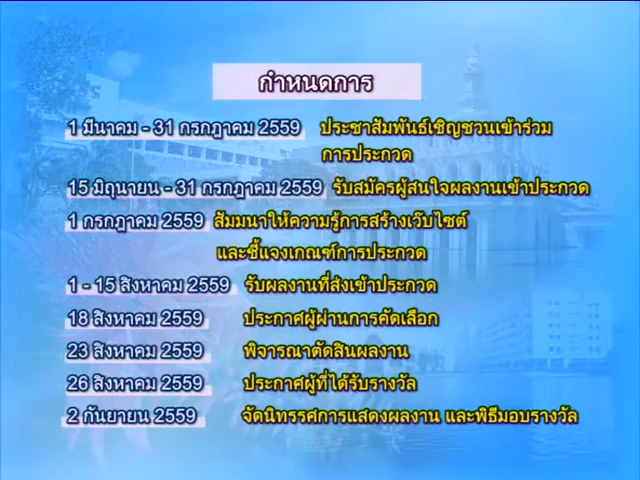 กำหนดการ
1 มีนาคม - 31 กรกฎาคม 2559 ประชาสัมพันธ์เชิญชวนเข้าร่วม
การประกวด
15 มิถุนายน - 31 กรกฎาคม 2559 รับสมัครผู้สนใจผลงานเข้าประกวด
1 กรกฎาคม 2559 สัมมนาให้ความรู้การสร้างเว็บไซต์
และชี้แจงเกณฑ์การประกวด
1 - 15 สิงหาคม 2559 รับผลงานที่ส่งเข้าประกวด
18 สิงหาคม 2559 ประกาศผู้ผ่านการคัดเลือก
23 สิงหาคม 2559 พิจารณาตัดสินผลงาน
26 สิงหาคม 2559 ประกาศผู้ที่ได้รับรางวัล
2 กันยายน 2559 จัดนิทรรศการแสดงผลงาน และพิธีมอบรางวัล